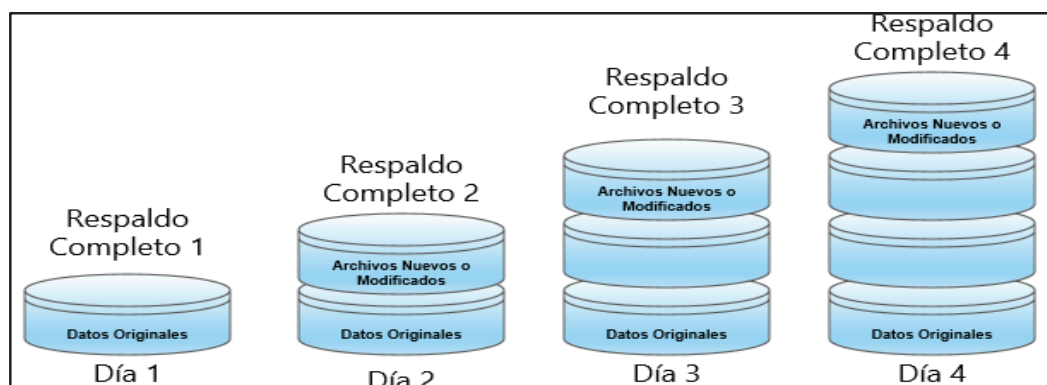 Respaldo
Completo 1
Datos Originales
Día 1
Respaldo
Completo 2
Archivos Nuevos o
Modificados
Datos Originales
Día 2
Respaldo
Completo 3
Archivos Nuevos o
Modificados
Datos Originales
Día 3
Respaldo
Completo 4
Archivos Nuevos o
Modificados
Datos Originales
Día 4